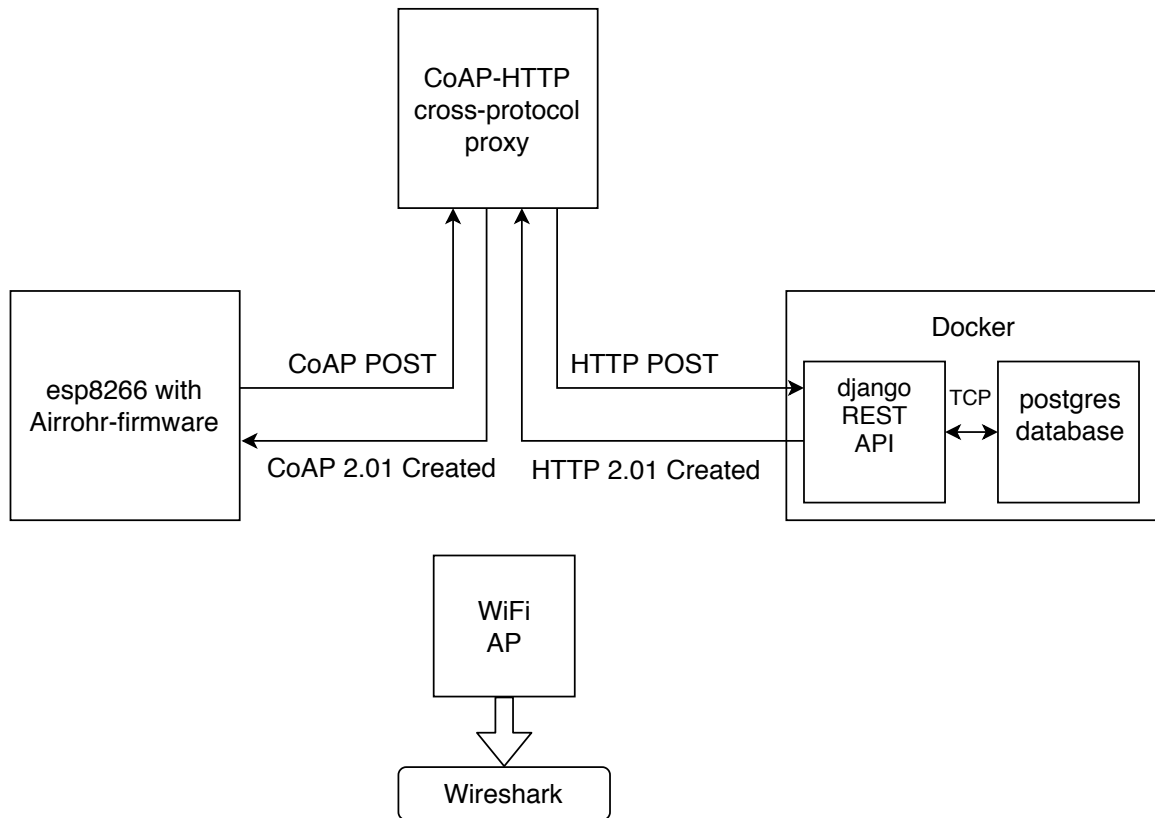 CoAP-HTTP
cross-protocol
proxy
esp8266 with
Airrohr-firmware
CoAP POST
CoAP 2.01 Created
HTTP POST
HTTP 2.01 Created
Docker
django
REST
API
TCP
postgres
database
WiFi
AP
Wireshark